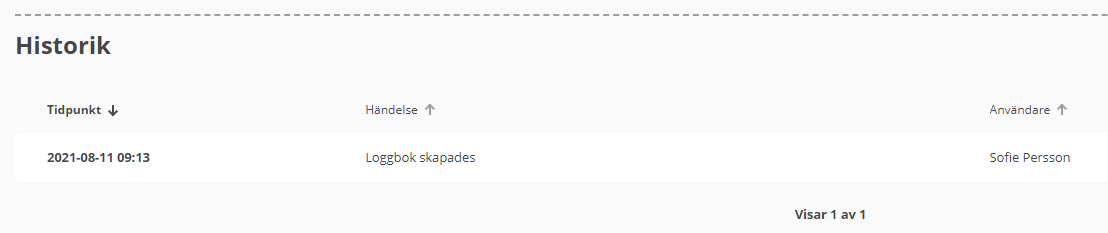 Historik
Tidpunkt Händelse Användare
2021-08-11 09:13 Loggbok skapades Sofie Persson
Visar 1 av 1